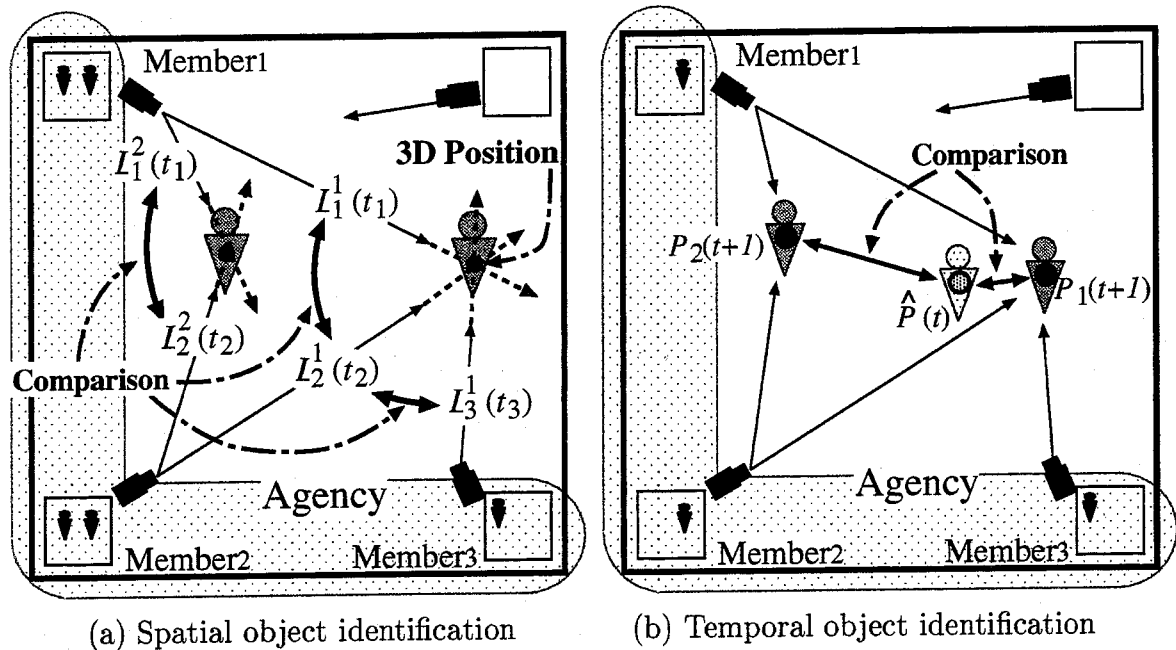 Member1
3D Position
L_1^2(t_1)
L_1^1(t_1)
L_2^2(t_2)
L_2^1(t_2)
L_3^1(t_3)
Comparison
Agency
Member2
Member3
(a) Spatial object identification
Member1
Comparison
P_2(t+1)
P̂(t)
P_1(t+1)
Agency
Member2
Member3
(b) Temporal object identification